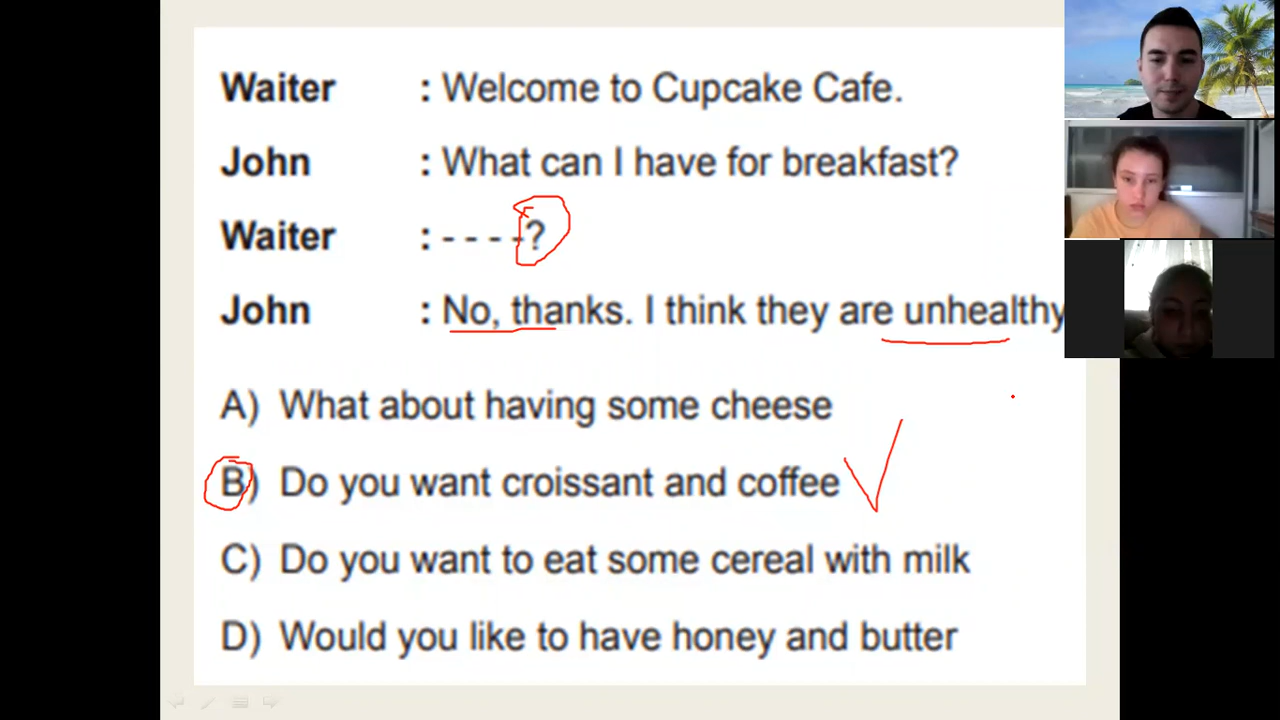 Waiter : Welcome to Cupcake Cafe.
John : What can I have for breakfast?
Waiter : - - - -?
John : No, thanks. I think they are unhealthy
A) What about having some cheese
B) Do you want croissant and coffee
C) Do you want to eat some cereal with milk
D) Would you like to have honey and butter